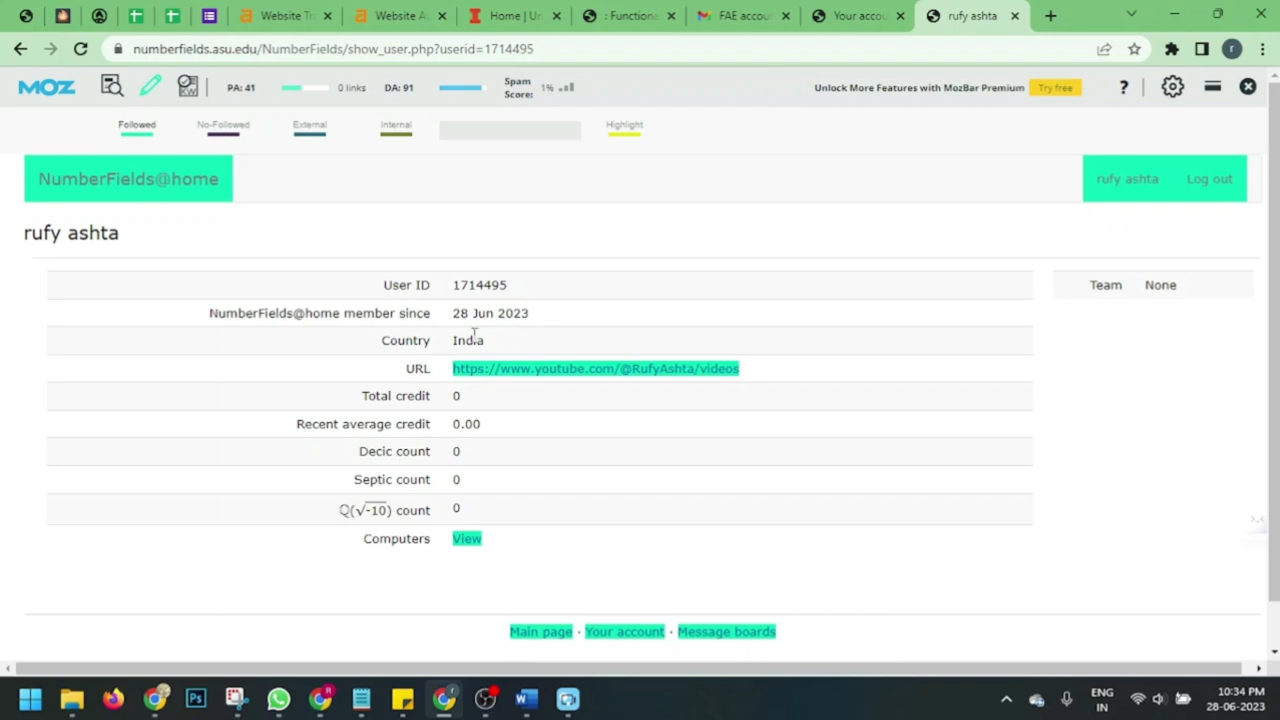 Website Tr
Website A
Home | Un
: Functiona
FAE accou
Your accou
rufy ashta
numberfields.asu.edu/NumberFields/show_user.php?userid=1714495
r
MOZ
KW
PA: 41
0 links
DA: 91
Spam
Score:
1%
Unlock More Features with MozBar Premium
Try free
?
Followed
No-Followed
External
Internal
Highlight
NumberFields@home
rufy ashta
Log out
rufy ashta
User ID 1714495
Team None
NumberFields@home member since 28 Jun 2023
Country India
URL https://www.youtube.com/@RufyAshta/videos
Total credit 0
Recent average credit 0.00
Decic count 0
Septic count 0
Q(√-10) count 0
Computers View
Main page · Your account · Message boards
Ps
R
r
W
ENG
IN
10:34 PM
28-06-2023